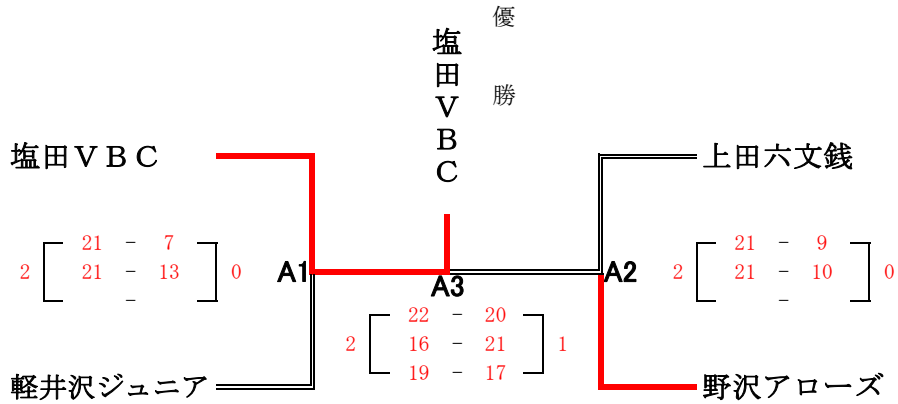 優勝
塩田ＶＢＣ
塩田ＶＢＣ
上田六文銭
21 - 7
2 21 - 13 0
-
A1
A3
A2
21 - 9
2 21 - 10 0
-
22 - 20
2 16 - 21 1
19 - 17
軽井沢ジュニア
野沢アローズ